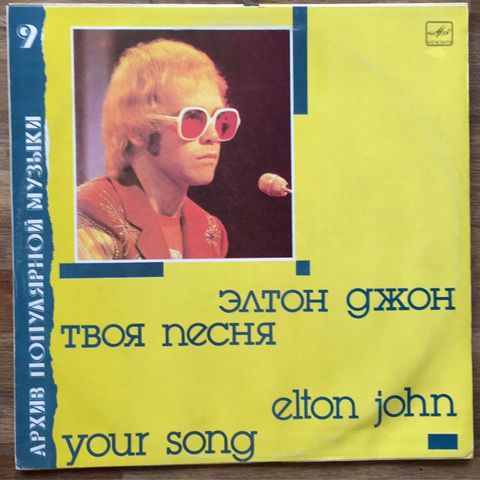 9
АРХИВ ПОПУЛЯРНОЙ МУЗЫКИ
ЭЛТОН ДЖОН
ТВОЯ ПЕСНЯ
elton john
your song